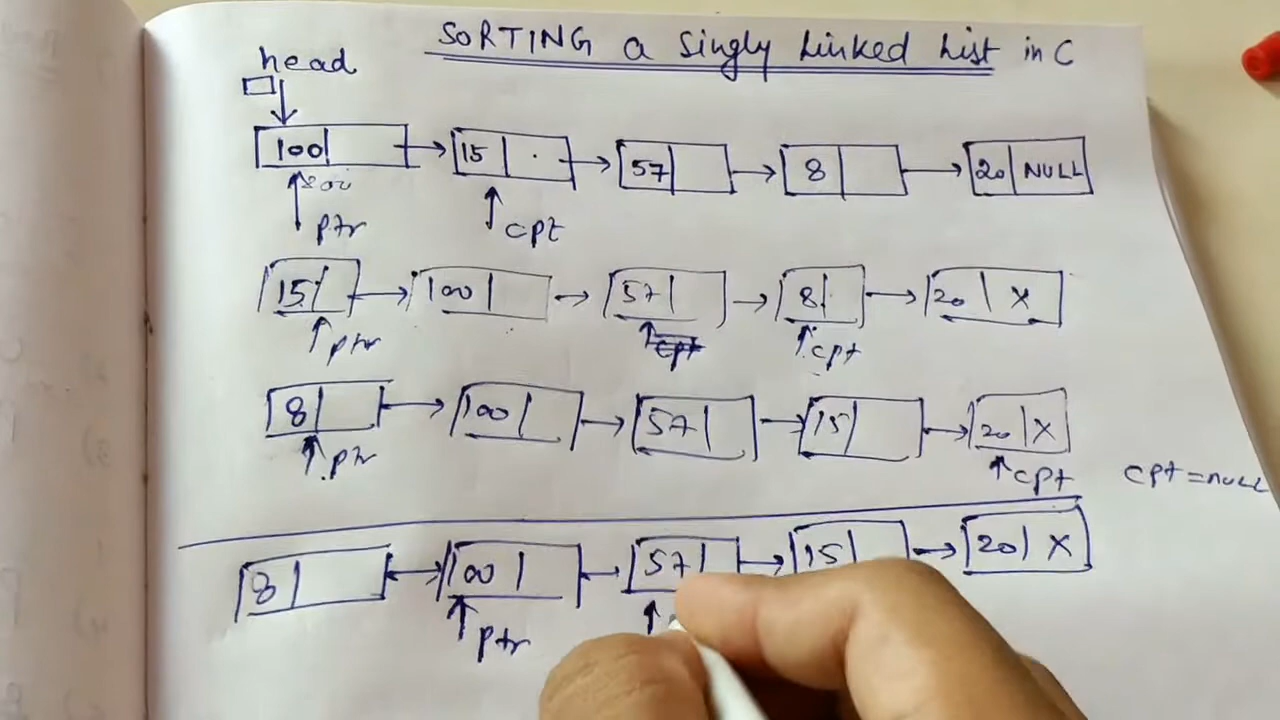 SORTING a Singly Linked List in C
head
100 15 57 8 20 NULL
ptr cpt
15 100 57 8 20 X
ptr cpt cpt
8 100 57 15 20 X
ptr cpt cpt = NULL
8 100 57 15 20 X
ptr